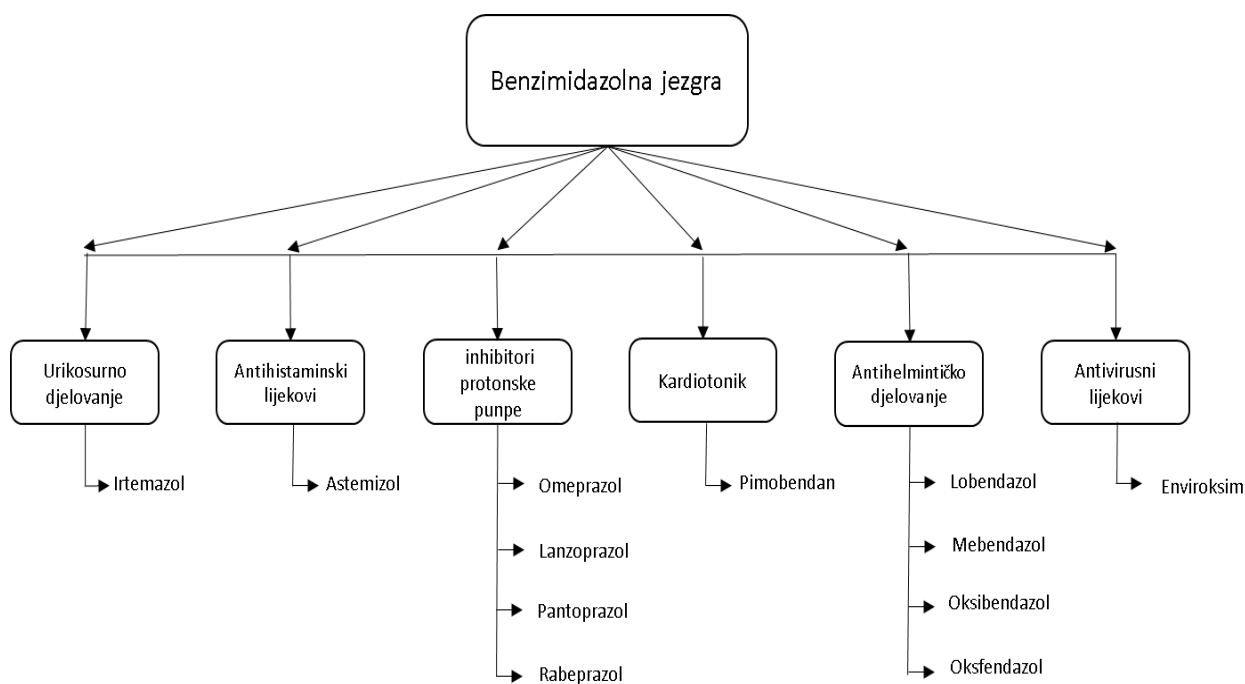 Benzimidazolna jezgra
Urikosurno
djelovanje
Antihistaminski
lijekovi
inhibitori
protonske
punpe
Kardiotonik
Antihelmintičko
djelovanje
Antivirusni
lijekovi
Irtemazol
Astemizol
Omeprazol
Lanzoprazol
Pantoprazol
Rabeprazol
Pimobendan
Lobendazol
Mebendazol
Oksibendazol
Oksfendazol
Enviroksim